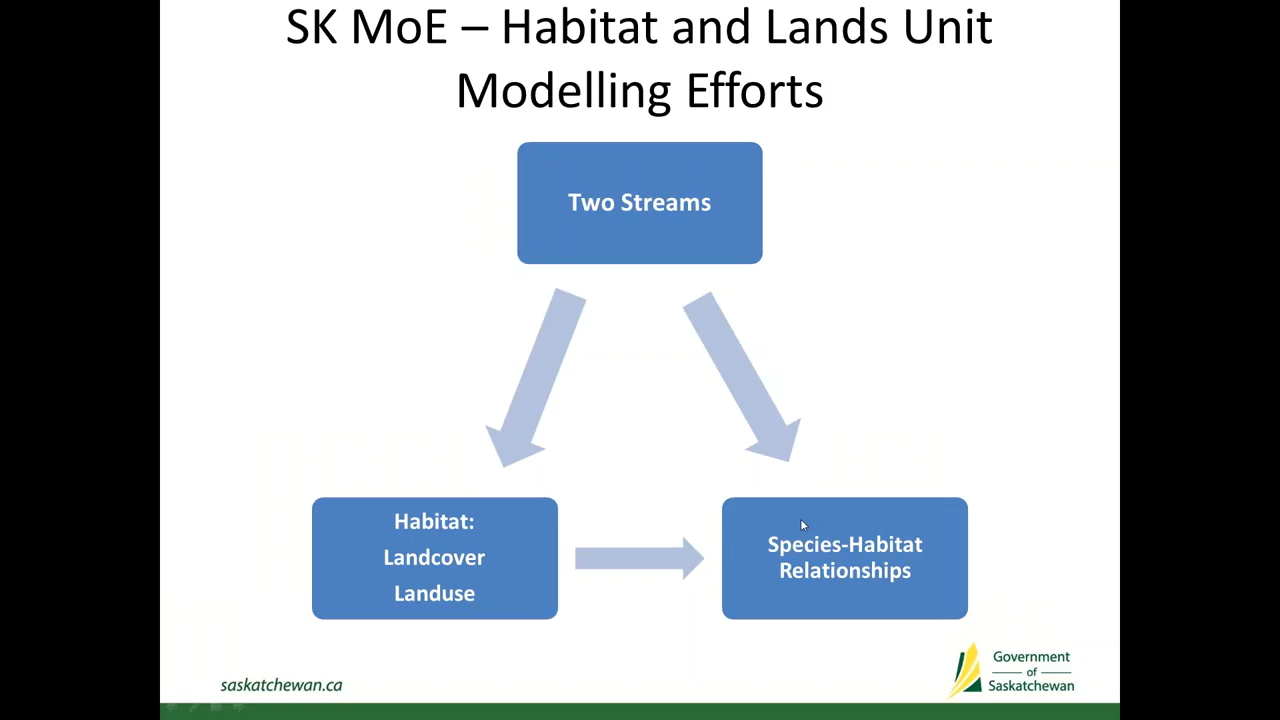 SK MoE – Habitat and Lands Unit
Modelling Efforts
Two Streams
Habitat:
Landcover
Landuse
Species-Habitat
Relationships
saskatchewan.ca
Government
of
Saskatchewan